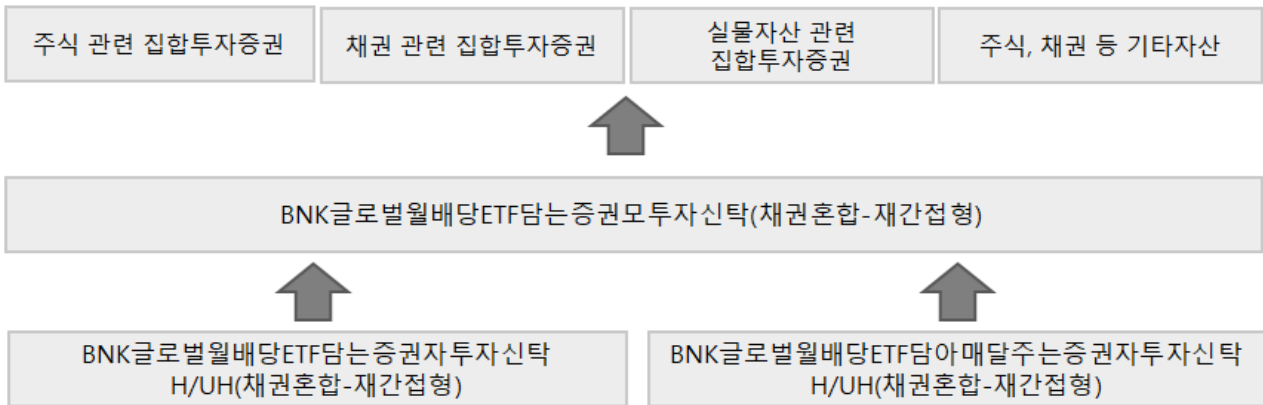 주식 관련 집합투자증권
채권 관련 집합투자증권
실물자산 관련
집합투자증권
주식, 채권 등 기타자산
BNK글로벌월배당ETF담는증권모투자신탁(채권혼합-재간접형)
BNK글로벌월배당ETF담는증권자투자신탁
H/UH(채권혼합-재간접형)
BNK글로벌월배당ETF담아매달주는증권자투자신탁
H/UH(채권혼합-재간접형)